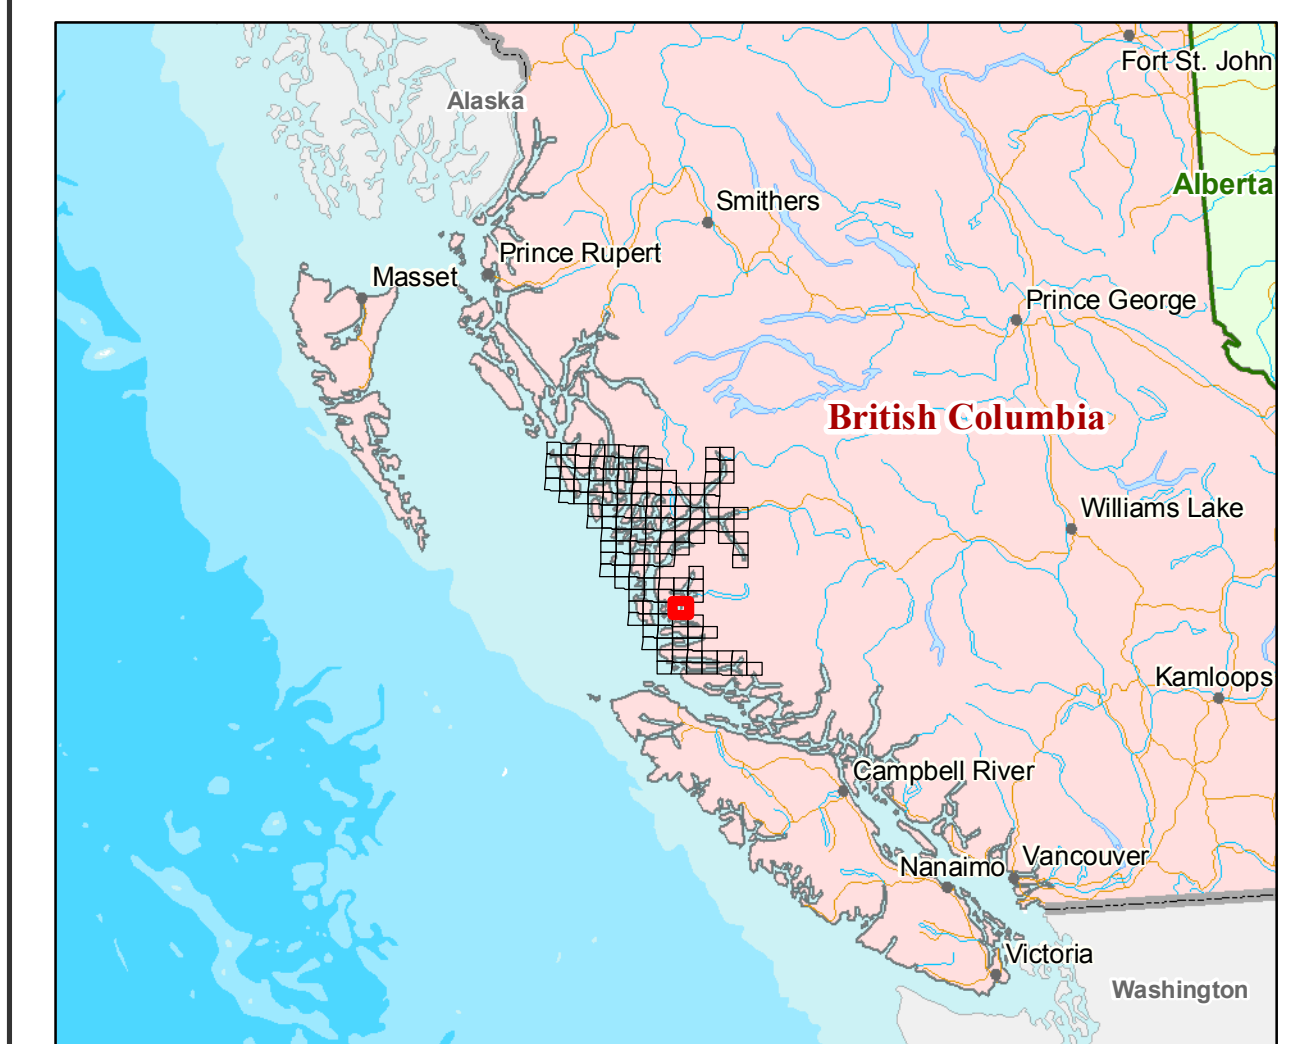 Fort St. John
Alaska
Alberta
Smithers
Prince Rupert
Masset
Prince George
British Columbia
Williams Lake
Kamloops
Campbell River
Vancouver
Nanaimo
Victoria
Washington